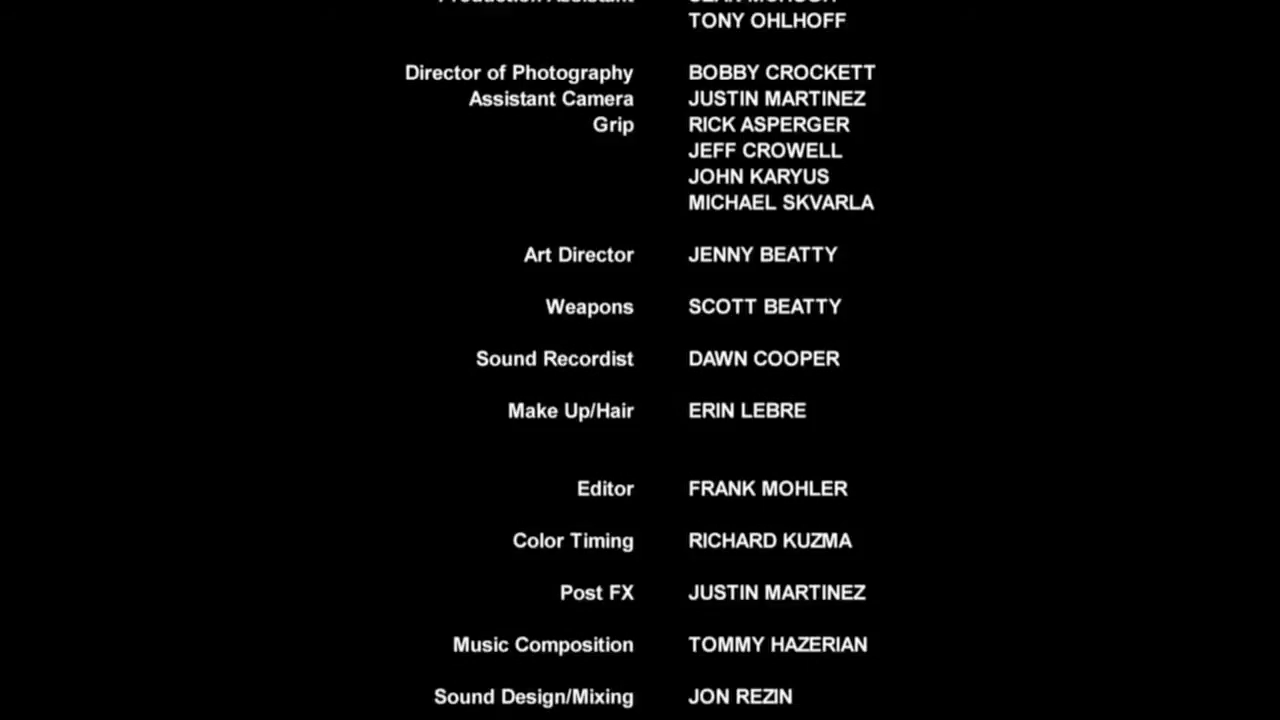 Production Assistant
TONY OHLHOFF
Director of Photography BOBBY CROCKETT
Assistant Camera JUSTIN MARTINEZ
Grip RICK ASPERGER
JEFF CROWELL
JOHN KARYUS
MICHAEL SKVARLA
Art Director JENNY BEATTY
Weapons SCOTT BEATTY
Sound Recordist DAWN COOPER
Make Up/Hair ERIN LEBRE
Editor FRANK MOHLER
Color Timing RICHARD KUZMA
Post FX JUSTIN MARTINEZ
Music Composition TOMMY HAZERIAN
Sound Design/Mixing JON REZIN